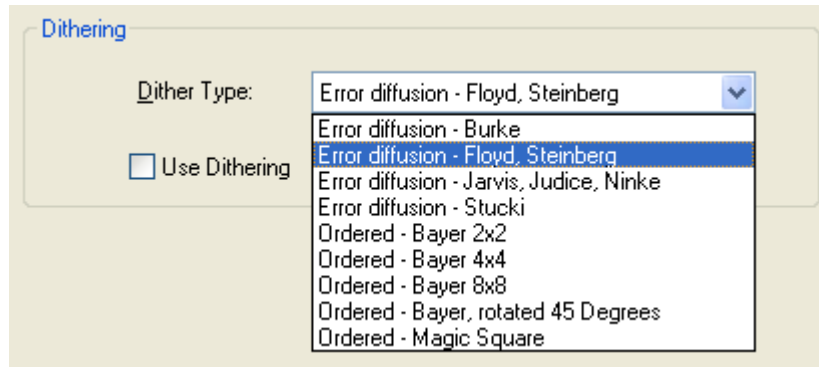 Dithering
Dither Type:
Error diffusion - Floyd, Steinberg
Error diffusion - Burke
Error diffusion - Floyd, Steinberg
Use Dithering
Error diffusion - Jarvis, Judice, Ninke
Error diffusion - Stucki
Ordered - Bayer 2x2
Ordered - Bayer 4x4
Ordered - Bayer 8x8
Ordered - Bayer, rotated 45 Degrees
Ordered - Magic Square